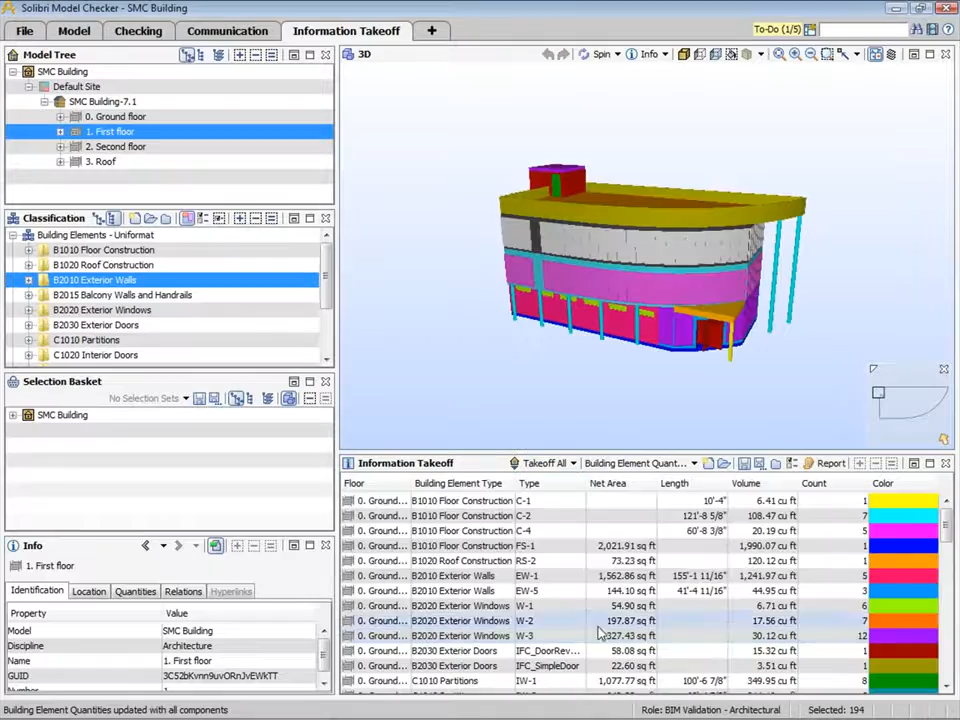 Solibri Model Checker - SMC Building
File Model Checking Communication Information Takeoff + To-Do (1/5)
Model Tree
SMC Building
Default Site
SMC Building-7.1
0. Ground floor
1. First floor
2. Second floor
3. Roof
Classification
Building Elements - Uniformat
B1010 Floor Construction
B1020 Roof Construction
B2010 Exterior Walls
B2015 Balcony Walls and Handrails
B2020 Exterior Windows
B2030 Exterior Doors
C1010 Partitions
C1020 Interior Doors
Selection Basket
No Selection Sets
SMC Building
Info
1. First floor
Identification Location Quantities Relations Hyperlinks
Property Value
Model SMC Building
Discipline Architecture
Name 1. First floor
GUID 3C52bKvnn9uvORnJvEWkTT
3D Spin Info
Information Takeoff Takeoff All Building Element Quant... Report
Floor Building Element Type Type Net Area Length Volume Count Color
0. Ground... B1010 Floor Construction C-1 10'-4" 6.41 cu ft 1
0. Ground... B1010 Floor Construction C-2 121'-8 5/8" 108.47 cu ft 7
0. Ground... B1010 Floor Construction C-4 60'-8 3/8" 20.19 cu ft 5
0. Ground... B1010 Floor Construction FS-1 2,021.91 sq ft 1,990.07 cu ft 1
0. Ground... B1020 Roof Construction RS-2 73.23 sq ft 120.12 cu ft 1
0. Ground... B2010 Exterior Walls EW-1 1,562.86 sq ft 155'-1 11/16" 1,241.97 cu ft 5
0. Ground... B2010 Exterior Walls EW-5 144.10 sq ft 41'-4 11/16" 44.95 cu ft 3
0. Ground... B2020 Exterior Windows W-1 54.90 sq ft 6.71 cu ft 2
0. Ground... B2020 Exterior Windows W-2 197.87 sq ft 17.56 cu ft 7
0. Ground... B2020 Exterior Windows W-3 327.43 sq ft 30.12 cu ft 12
0. Ground... B2030 Exterior Doors IFC_DoorRev... 58.08 sq ft 15.32 cu ft 1
0. Ground... B2030 Exterior Doors IFC_SimpleDoor 22.60 sq ft 3.51 cu ft 1
0. Ground... C1010 Partitions IW-1 1,077.77 sq ft 100'-6 7/8" 349.95 cu ft 8
Building Element Quantities updated with all components Role: BIM Validation - Architectural Selected: 194